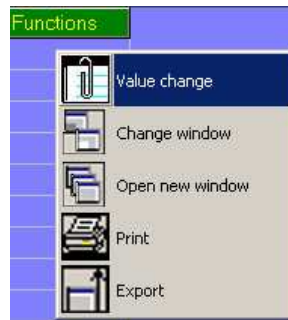 Functions
Value change
Change window
Open new window
Print
Export